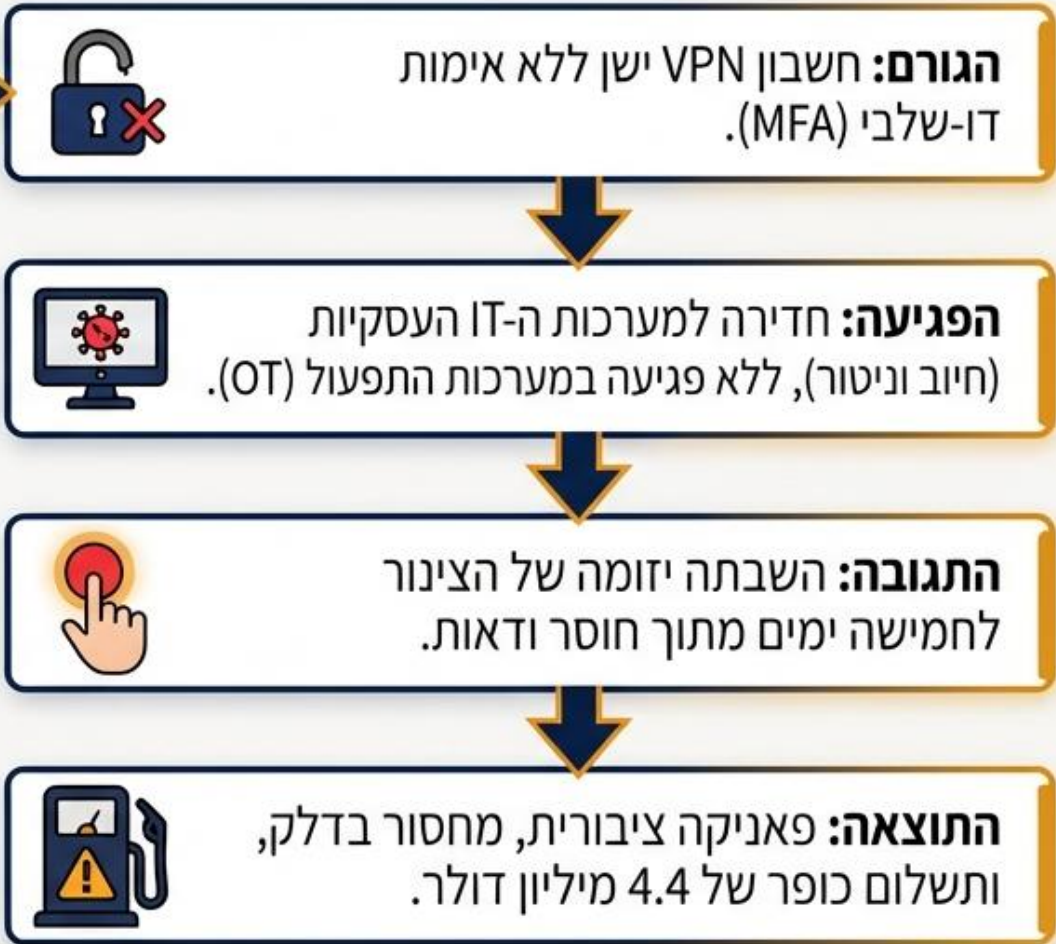 הגורם: חשבון VPN ישן ללא אימות
דו-שלבי (MFA).
הפגיעה: חדירה למערכות ה-IT העסקיות
(חיוב וניטור), ללא פגיעה במערכות התפעול (OT).
התגובה: השבתה יזומה של הצינור
לחמישה ימים מתוך חוסר ודאות.
התוצאה: פאניקה ציבורית, מחסור בדלק,
ותשלום כופר של 4.4 מיליון דולר.